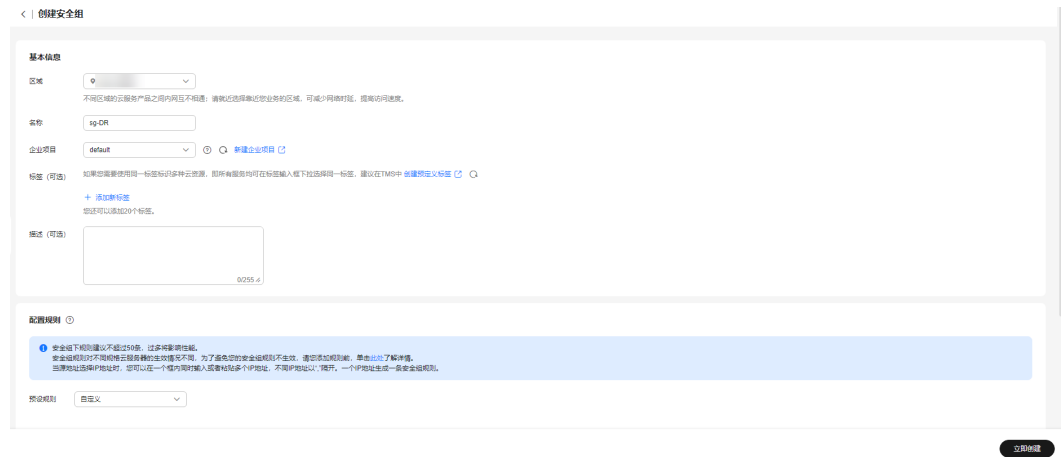 创建安全组
基本信息
区域
不同区域的云服务产品之间内网互不相通；请就近选择靠近您业务的区域，可减少网络时延，提高访问速度。
名称 sg-DR
企业项目 default 新建企业项目
标签（可选） 如果您需要使用同一标签标识多种云资源，即所有服务均可在标签输入框下拉选择同一标签，建议在TMS中 创建预定义标签
+ 添加新标签
您还可以添加20个标签。
描述（可选）
0/255
配置规则
安全组下规则建议不超过50条，过多将影响性能。
安全组规则对不同规格云服务器的生效情况不同，为了避免您的安全组规则不生效，请您添加规则前，单击此处了解详情。
当源地址选择IP地址时，您可以在一个框内同时输入或者粘贴多个IP地址，不同IP地址以“,”隔开。一个IP地址生成一条安全组规则。
预设规则 自定义
立即创建